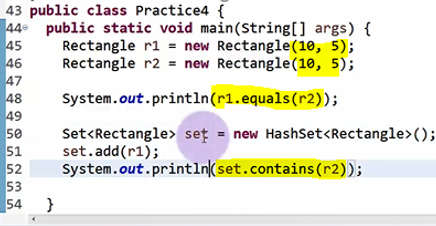 43 public class Practice4 {
44 public static void main(String[] args) {
45 Rectangle r1 = new Rectangle(10, 5);
46 Rectangle r2 = new Rectangle(10, 5);
47
48 System.out.println(r1.equals(r2));
49
50 Set<Rectangle> set = new HashSet<Rectangle>();
51 set.add(r1);
52 System.out.println(set.contains(r2));
53
54 }